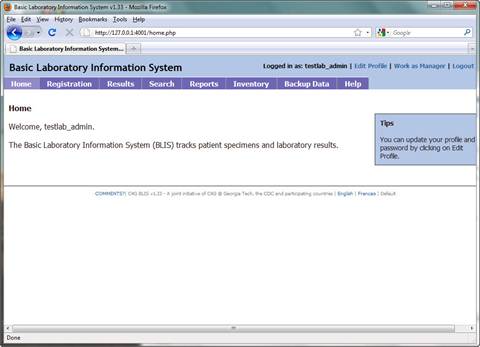 Basic Laboratory Information System v1.33 - Mozilla Firefox
File Edit View History Bookmarks Tools Help
http://127.0.0.1:4001/home.php
Google
Basic Laboratory Information System...
Basic Laboratory Information System
Logged in as: testlab_admin | Edit Profile | Work as Manager | Logout
Home Registration Results Search Reports Inventory Backup Data Help
Home
Welcome, testlab_admin.
The Basic Laboratory Information System (BLIS) tracks patient specimens and laboratory results.
Tips
You can update your profile and
password by clicking on Edit
Profile.
COMMENTS? C4G BLIS v1.33 - A joint initiative of C4G @ Georgia Tech, the CDC and participating countries | English | Francais | Default
Done